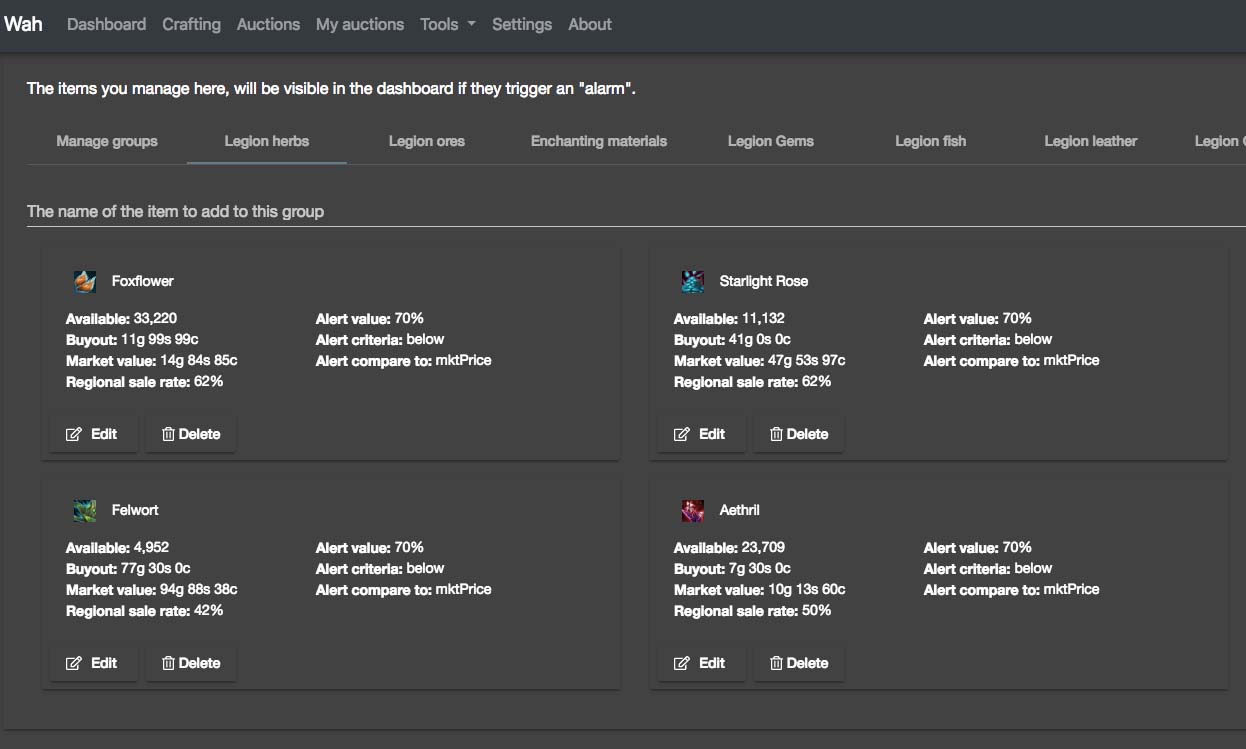 Wah Dashboard Crafting Auctions My auctions Tools Settings About
The items you manage here, will be visible in the dashboard if they trigger an "alarm".
Manage groups Legion herbs Legion ores Enchanting materials Legion Gems Legion fish Legion leather Legion
The name of the item to add to this group
Foxflower
Available: 33,220
Buyout: 11g 99s 99c
Market value: 14g 84s 85c
Regional sale rate: 62%
Alert value: 70%
Alert criteria: below
Alert compare to: mktPrice
Edit Delete
Starlight Rose
Available: 11,132
Buyout: 41g 0s 0c
Market value: 47g 53s 97c
Regional sale rate: 62%
Alert value: 70%
Alert criteria: below
Alert compare to: mktPrice
Edit Delete
Felwort
Available: 4,952
Buyout: 77g 30s 0c
Market value: 94g 88s 38c
Regional sale rate: 42%
Alert value: 70%
Alert criteria: below
Alert compare to: mktPrice
Edit Delete
Aethril
Available: 23,709
Buyout: 7g 30s 0c
Market value: 10g 13s 60c
Regional sale rate: 50%
Alert value: 70%
Alert criteria: below
Alert compare to: mktPrice
Edit Delete